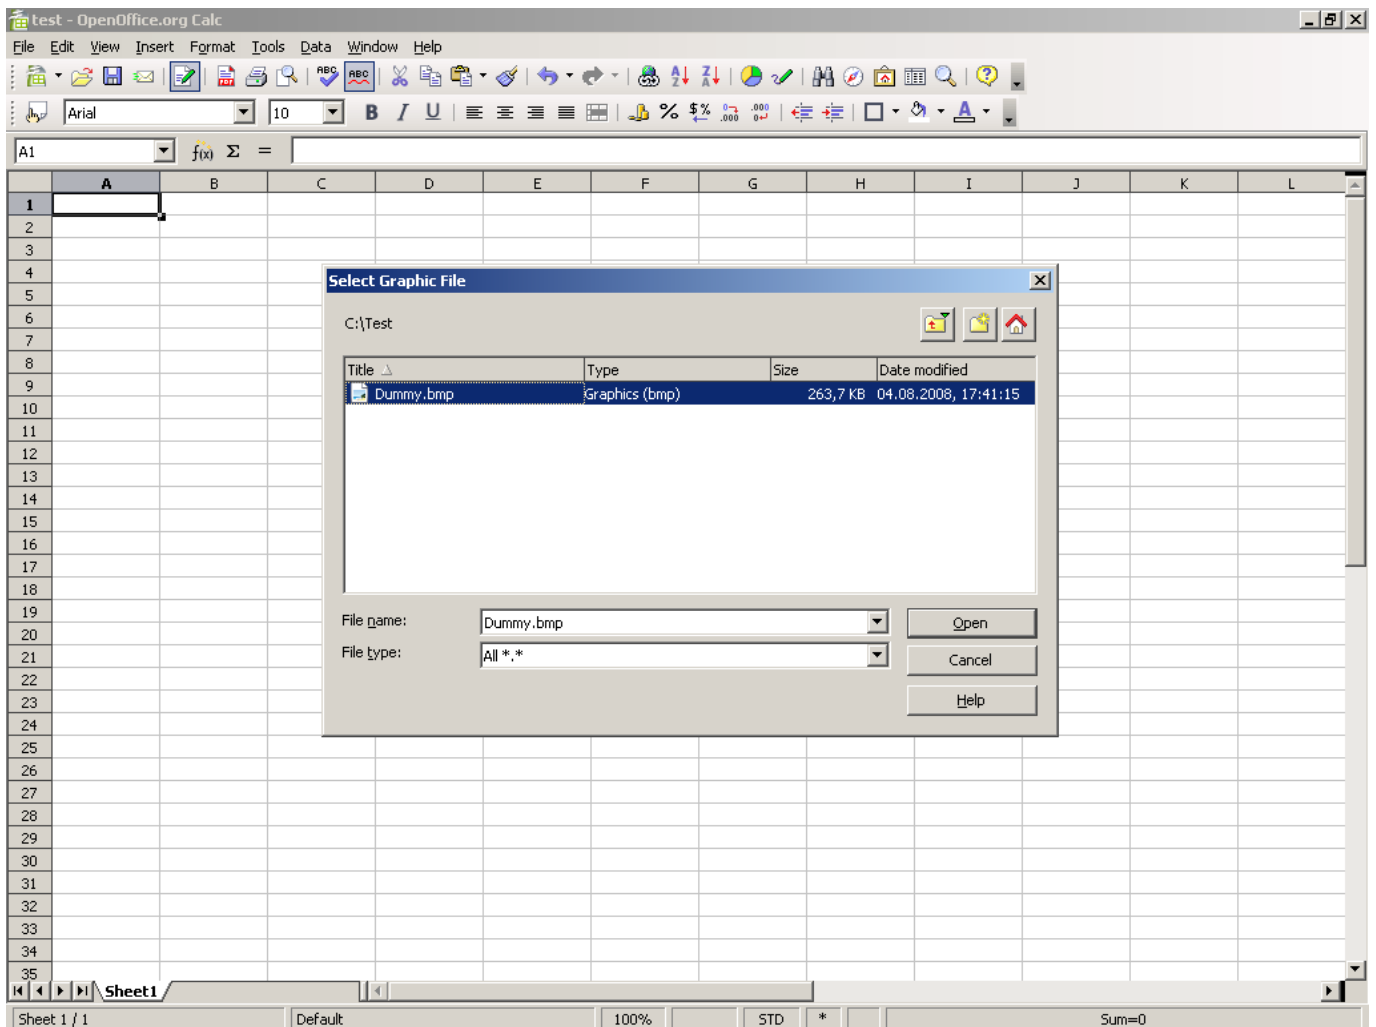 test - OpenOffice.org Calc
File Edit View Insert Format Tools Data Window Help
ABC ABC
Arial 10 B I U % $% .000 .000 A
A1 f(x) Σ =
A B C D E F G H I J K L
1
2
3
4
Select Graphic File
5
6
C:\Test
7
8
Title Type Size Date modified
9
Dummy.bmp Graphics (bmp) 263,7 KB 04.08.2008, 17:41:15
10
11
12
13
14
15
16
17
18
19
File name: Dummy.bmp Open
20
21
File type: All *.* Cancel
22
23
Help
24
25
26
27
28
29
30
31
32
33
34
35
Sheet1
Sheet 1 / 1 Default 100% STD * Sum=0